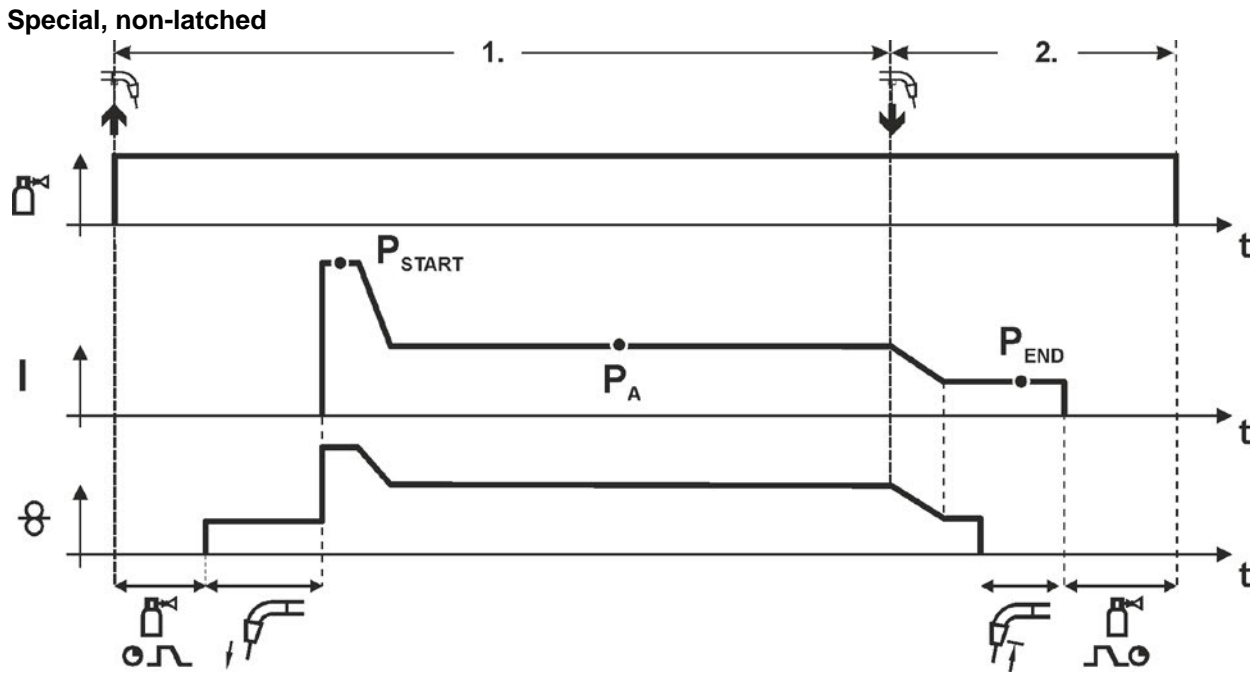 Special, non-latched
1. 2.
t
P START
I P A P END
t
t